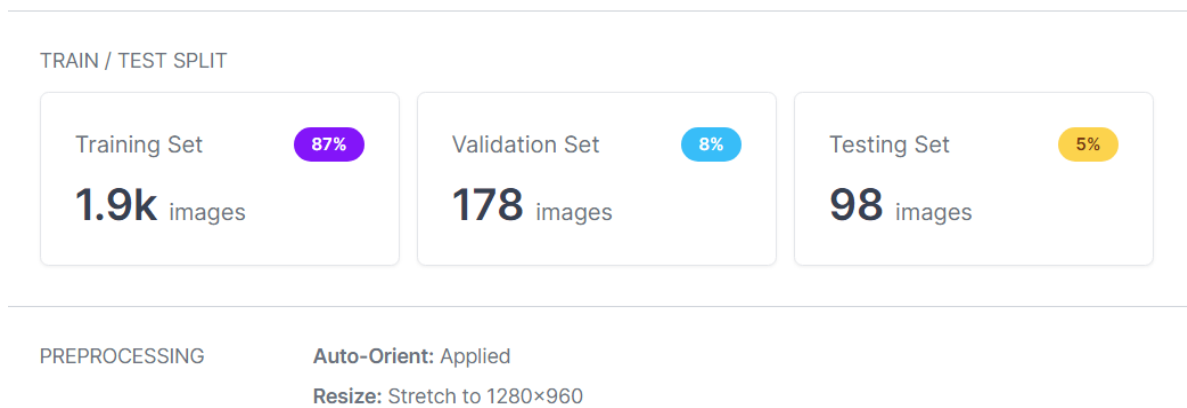 TRAIN / TEST SPLIT
Training Set 87%
1.9k images
Validation Set 8%
178 images
Testing Set 5%
98 images
PREPROCESSING
Auto-Orient: Applied
Resize: Stretch to 1280×960